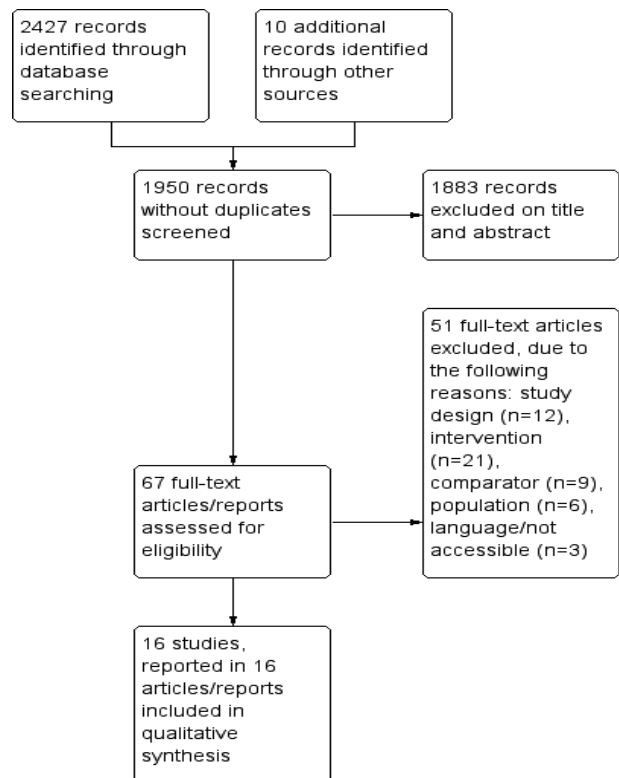 2427 records
identified through
database
searching
10 additional
records identified
through other
sources
1950 records
without duplicates
screened
1883 records
excluded on title
and abstract
51 full-text articles
excluded, due to
the following
reasons: study
design (n=12),
intervention
(n=21),
comparator (n=9),
population (n=6),
language/not
accessible (n=3)
67 full-text
articles/reports
assessed for
eligibility
16 studies,
reported in 16
articles/reports
included in
qualitative
synthesis